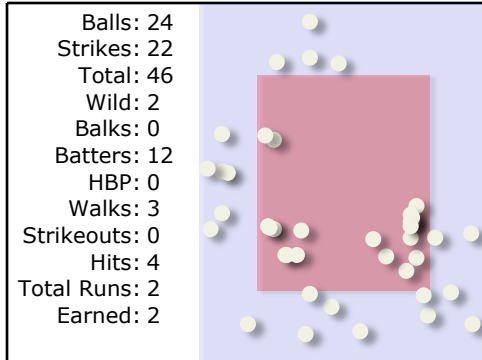 Balls: 24
Strikes: 22
Total: 46
Wild: 2
Balks: 0
Batters: 12
HBP: 0
Walks: 3
Strikeouts: 0
Hits: 4
Total Runs: 2
Earned: 2